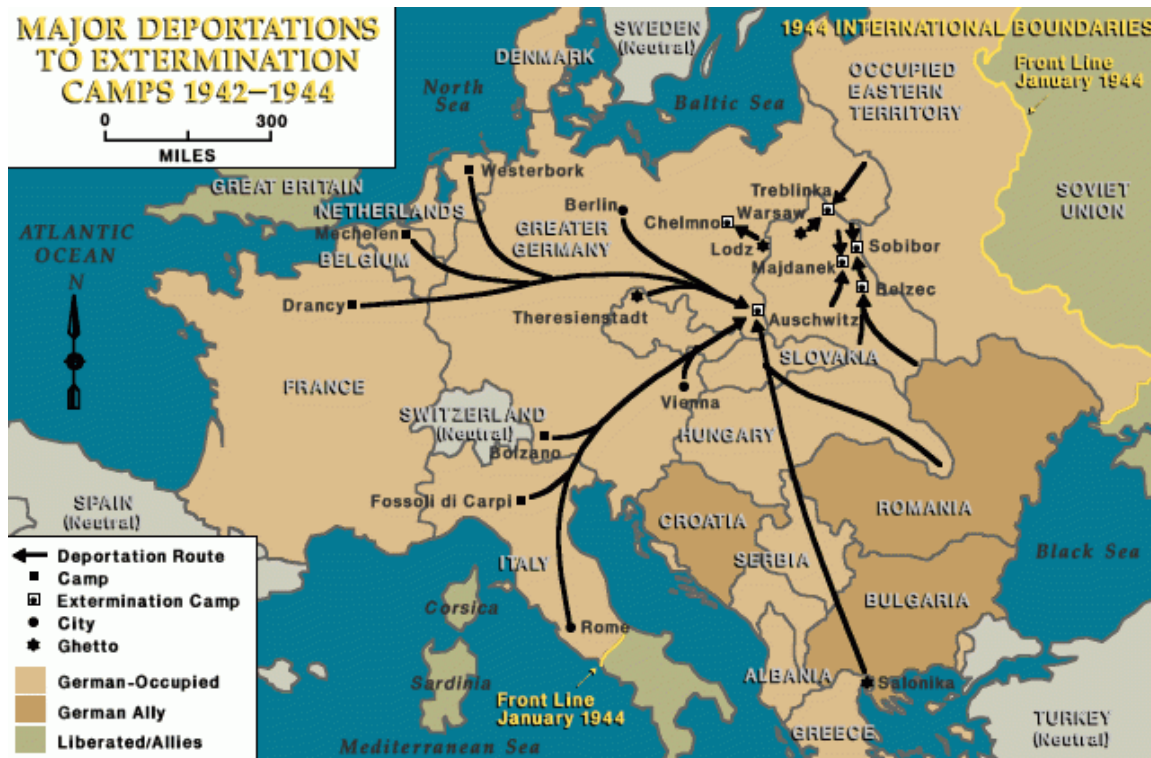 MAJOR DEPORTATIONS
TO EXTERMINATION
CAMPS 1942–1944
0 300
MILES
1944 INTERNATIONAL BOUNDARIES
Front Line
January 1944
SWEDEN
(Neutral)
DENMARK
North
Sea
Baltic Sea
OCCUPIED
EASTERN
TERRITORY
SOVIET
UNION
GREAT BRITAIN
ATLANTIC
OCEAN
N
Westerbork
NETHERLANDS
Mechelen
BELGIUM
Drancy
Berlin
GREATER
GERMANY
Theresienstadt
Treblinka
Warsaw
Chelmno
Lodz
Sobibor
Majdanek
Belzec
Auschwitz
SLOVAKIA
FRANCE
SWITZERLAND
(Neutral)
Vienna
HUNGARY
Bolzano
Fossoli di Carpi
SPAIN
(Neutral)
CROATIA
ROMANIA
SERBIA
Black Sea
ITALY
BULGARIA
Corsica
Rome
Sardinia
ALBANIA
Salonika
Front Line
January 1944
GREECE
TURKEY
(Neutral)
Mediterranean Sea
Deportation Route
Camp
Extermination Camp
City
Ghetto
German-Occupied
German Ally
Liberated/Allies